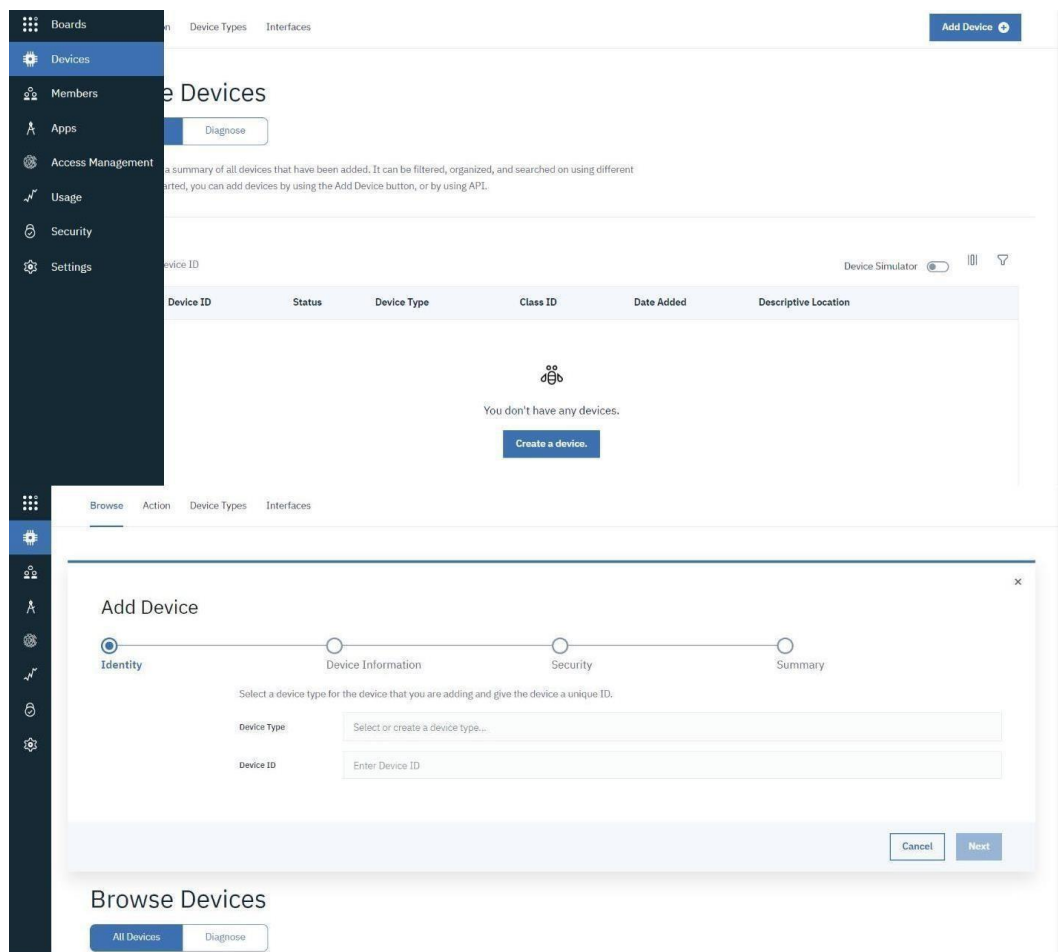 Boards
n Device Types Interfaces
Add Device
Devices
Members
e Devices
Apps
Diagnose
Access Management
a summary of all devices that have been added. It can be filtered, organized, and searched on using different
arted, you can add devices by using the Add Device button, or by using API.
Usage
Security
Settings
evice ID
Device Simulator
Device ID Status Device Type Class ID Date Added Descriptive Location
You don't have any devices.
Create a device.
Browse Action Device Types Interfaces
Add Device
Identity Device Information Security Summary
Select a device type for the device that you are adding and give the device a unique ID.
Device Type Select or create a device type...
Device ID Enter Device ID
Cancel Next
Browse Devices
All Devices Diagnose